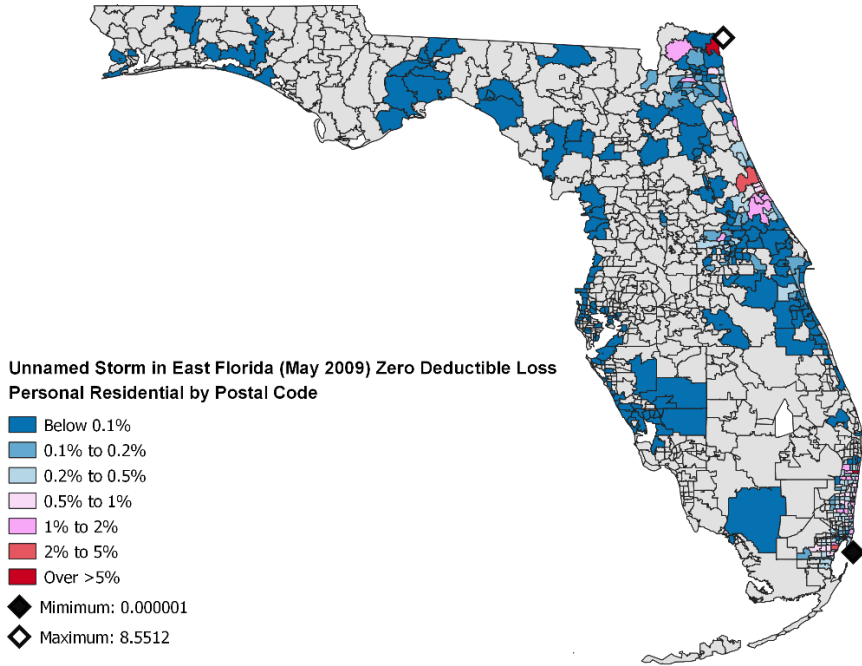 Unnamed Storm in East Florida (May 2009) Zero Deductible Loss
Personal Residential by Postal Code
Below 0.1%
0.1% to 0.2%
0.2% to 0.5%
0.5% to 1%
1% to 2%
2% to 5%
Over >5%
Mimimum: 0.000001
Maximum: 8.5512